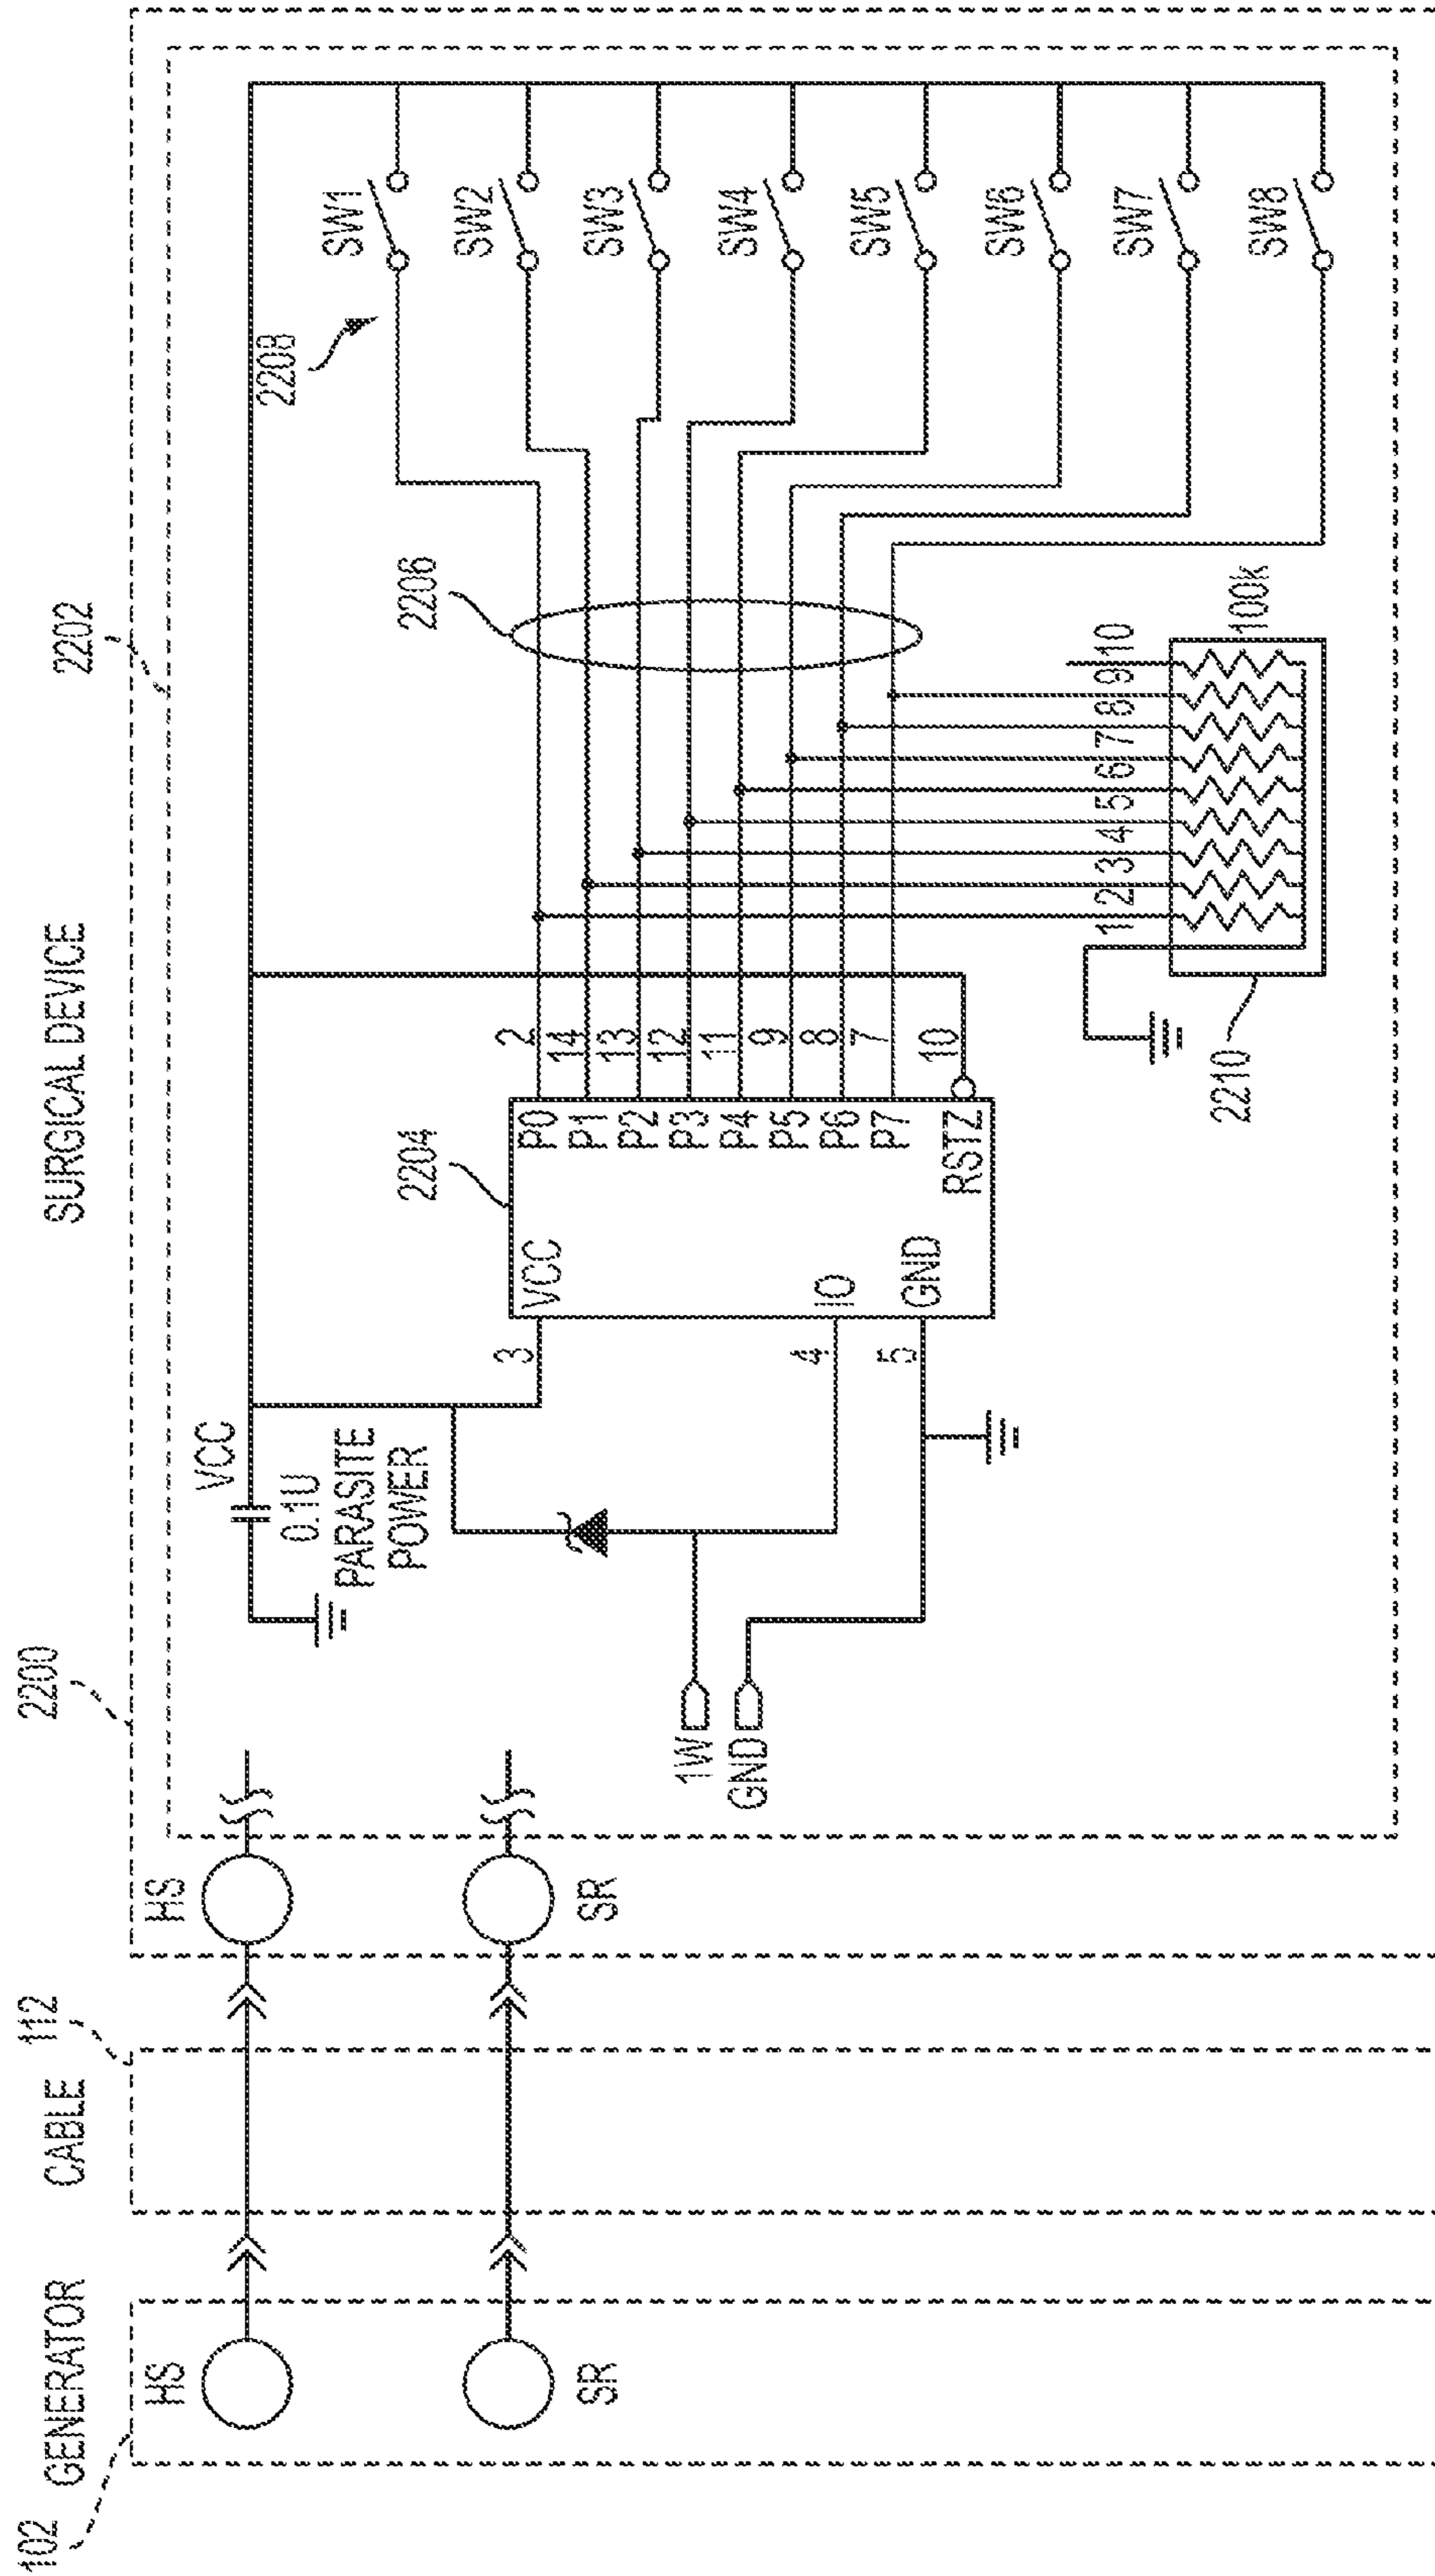 102
GENERATOR
CABLE
112
2200
SURGICAL DEVICE
2202
HS
HS
SR
SR
VCC
0.1U
PARASITE
POWER
1W
GND
3
4
5
2204
VCC
IO
GND
P0
P1
P2
P3
P4
P5
P6
P7
RSTZ
2
14
13
12
11
9
8
7
10
2206
2208
SW1
SW2
SW3
SW4
SW5
SW6
SW7
SW8
1 2 3 4 5 6 7 8 9 10
100k
2210